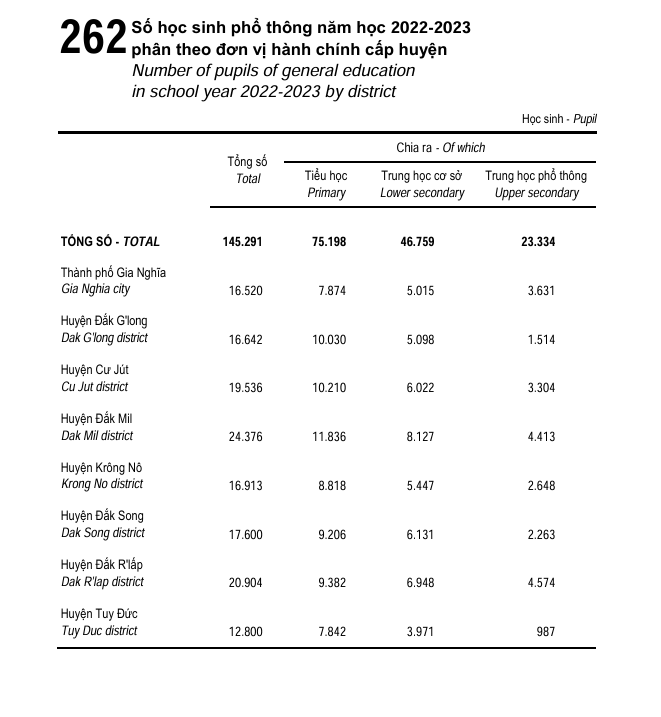 262 Số học sinh phổ thông năm học 2022-2023
phân theo đơn vị hành chính cấp huyện
Number of pupils of general education
in school year 2022-2023 by district
Học sinh - Pupil
Chia ra - Of which
Tổng số
Total
Tiểu học Trung học cơ sở Trung học phổ thông
Primary Lower secondary Upper secondary
TỔNG SỐ - TOTAL 145.291 75.198 46.759 23.334
Thành phố Gia Nghĩa
Gia Nghia city 16.520 7.874 5.015 3.631
Huyện Đắk G'long
Dak G'long district 16.642 10.030 5.098 1.514
Huyện Cư Jút
Cu Jut district 19.536 10.210 6.022 3.304
Huyện Đắk Mil
Dak Mil district 24.376 11.836 8.127 4.413
Huyện Krông Nô
Krong No district 16.913 8.818 5.447 2.648
Huyện Đắk Song
Dak Song district 17.600 9.206 6.131 2.263
Huyện Đắk R'lấp
Dak R'lap district 20.904 9.382 6.948 4.574
Huyện Tuy Đức
Tuy Duc district 12.800 7.842 3.971 987